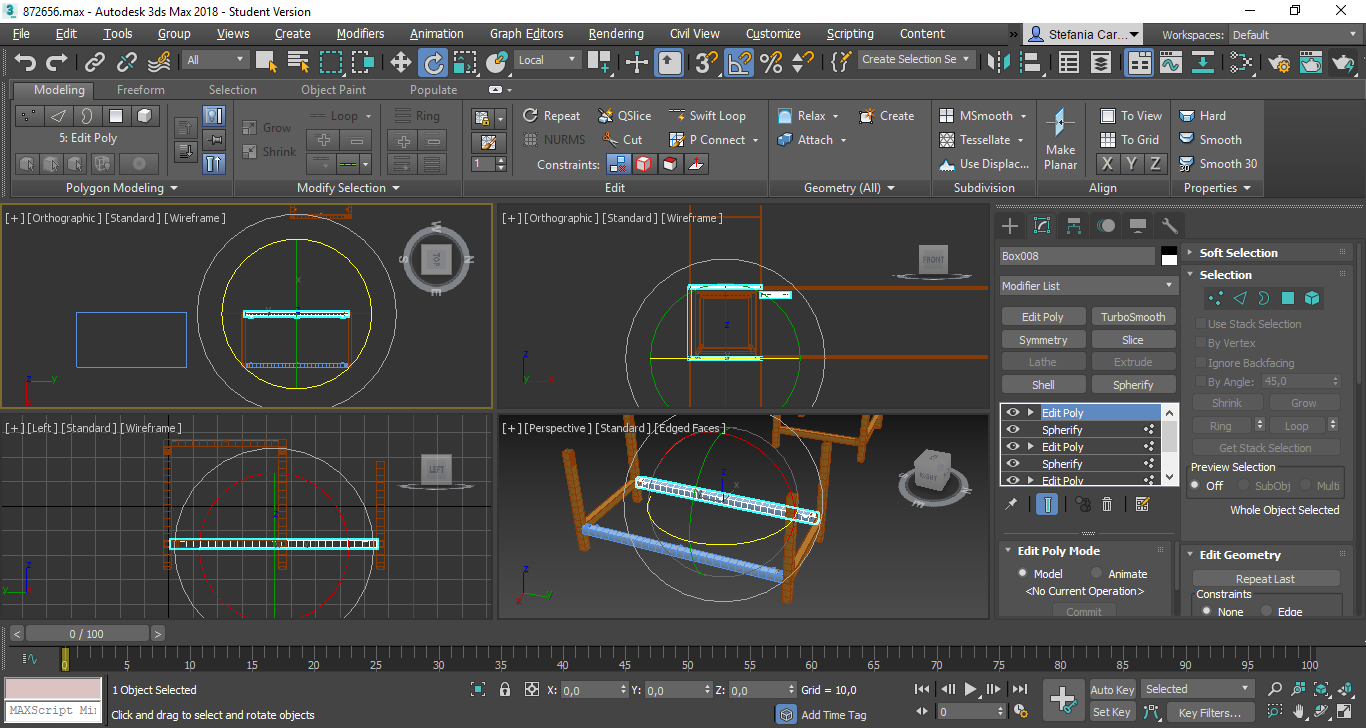 872656.max - Autodesk 3ds Max 2018 - Student Version
File Edit Tools Group Views Create Modifiers Animation Graph Editors Rendering Civil View Customize Scripting Content » Stefania Car... Workspaces: Default
All Local Create Selection Se
Modeling Freeform Selection Object Paint Populate
Loop Ring Repeat QSlice Swift Loop Relax Create MSmooth To View Hard
5: Edit Poly Grow NURMS Cut P Connect Attach Tessellate To Grid Smooth
Shrink 1 Constraints: Use Displac... Make Planar X Y Z Smooth 30
Polygon Modeling Modify Selection Edit Geometry (All) Subdivision Align Properties
[+] [Orthographic] [Standard] [Wireframe]
[+] [Orthographic] [Standard] [Wireframe]
W S N E TOP
FRONT
[+] [Left] [Standard] [Wireframe]
[+] [Perspective] [Standard] [Edged Faces]
LEFT
RIGHT
Box008
Modifier List
Edit Poly TurboSmooth
Symmetry Slice
Lathe Extrude
Shell Spherify
Edit Poly
Spherify
Edit Poly
Spherify
Edit Poly
Edit Poly Mode
Model Animate
<No Current Operation>
Commit
Soft Selection
Selection
Use Stack Selection
By Vertex
Ignore Backfacing
By Angle: 45,0
Shrink Grow
Ring Loop
Get Stack Selection
Preview Selection
Off SubObj Multi
Whole Object Selected
Edit Geometry
Repeat Last
Constraints
None Edge
< 0 / 100 >
0 5 10 15 20 25 30 35 40 45 50 55 60 65 70 75 80 85 90 95 100
1 Object Selected X: 0,0 Y: 0,0 Z: 0,0 Grid = 10,0 Auto Key Selected
MAXScript Mi
Click and drag to select and rotate objects Add Time Tag 0 Set Key Key Filters...